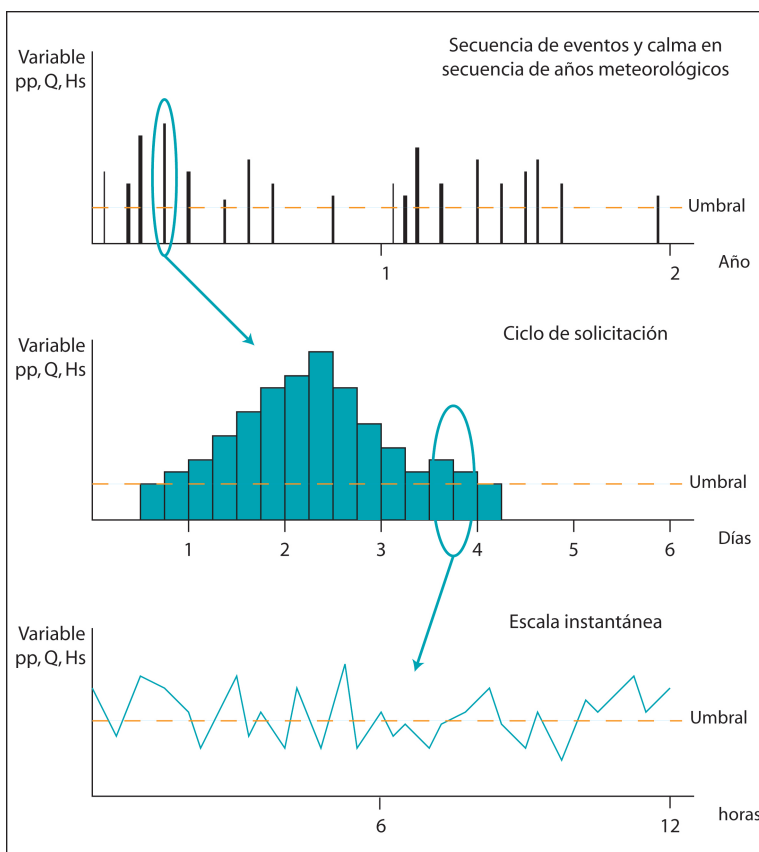 Variable
pp, Q, Hs
Secuencia de eventos y calma en
secuencia de años meteorológicos
Umbral
1
2
Año
Variable
pp, Q, Hs
Ciclo de solicitación
Umbral
1
2
3
4
5
6
Días
Variable
pp, Q, Hs
Escala instantánea
Umbral
6
12
horas